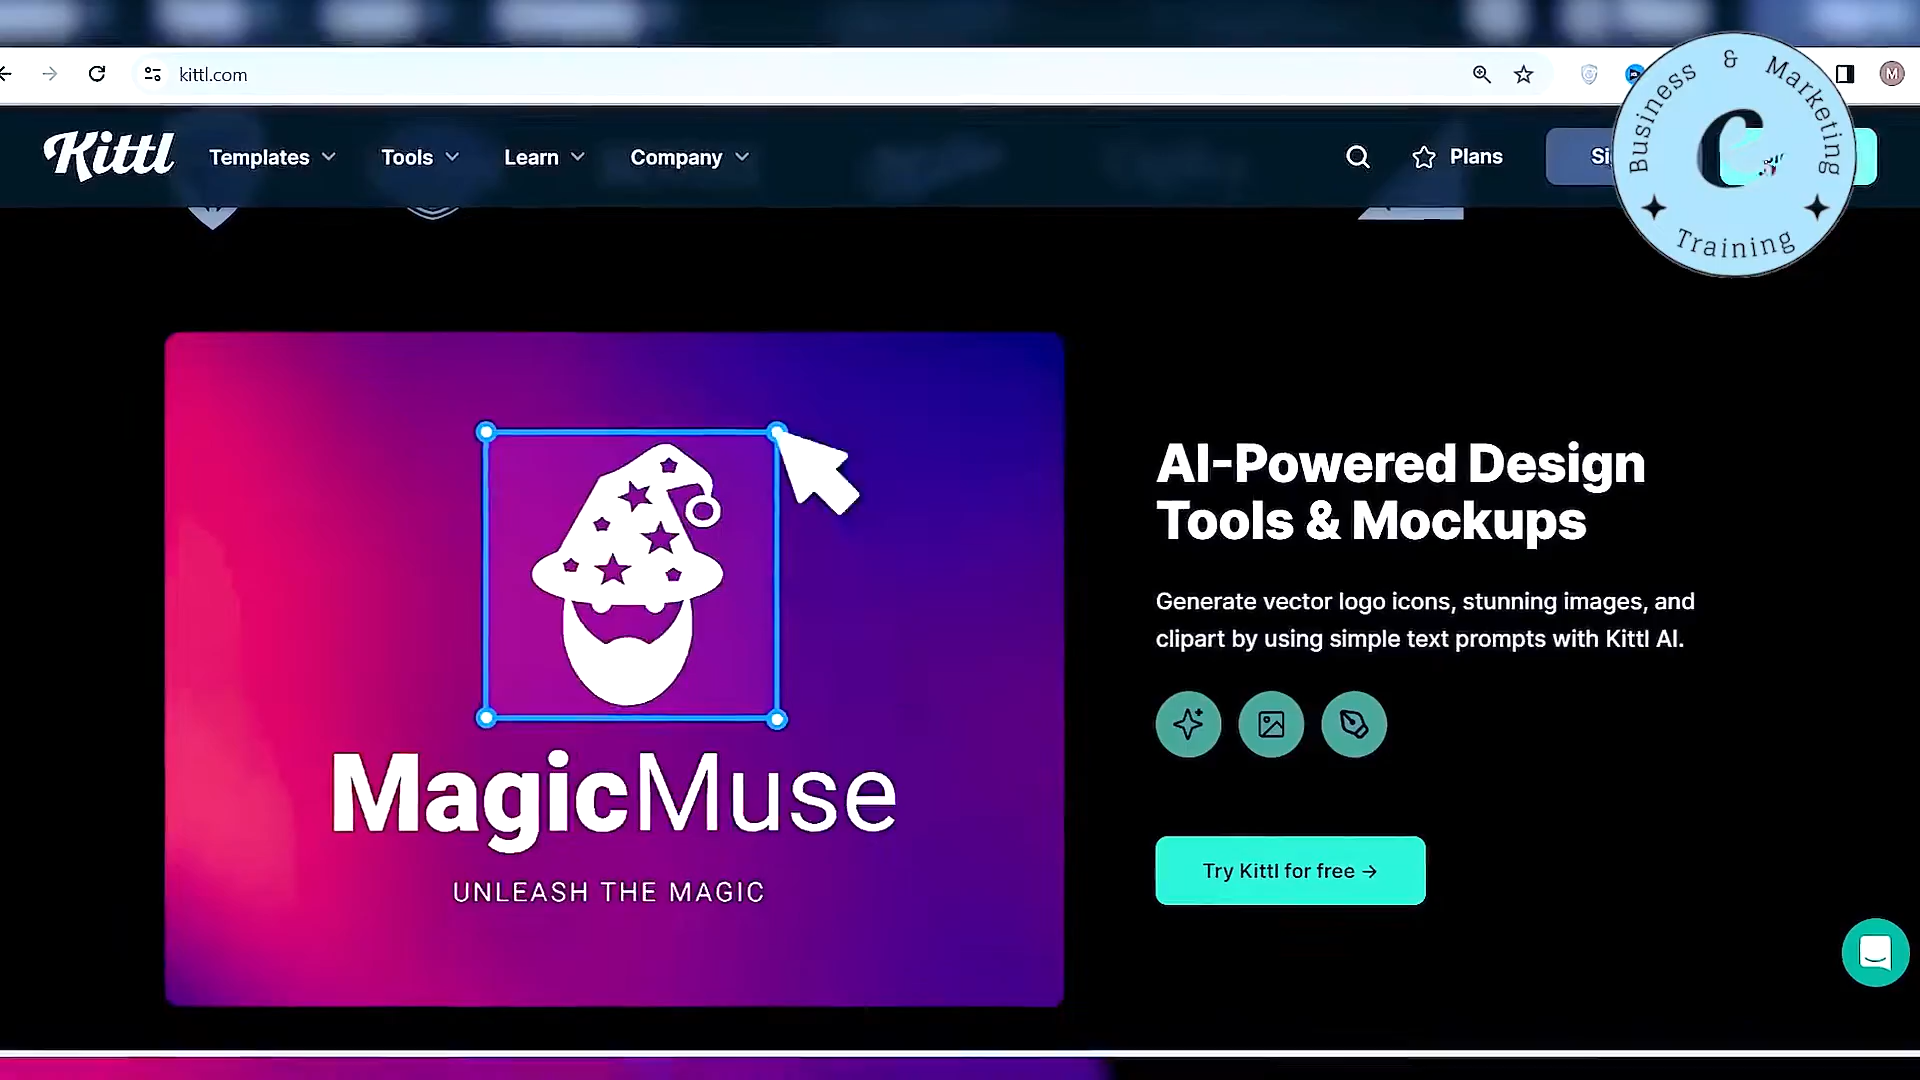 kittl.com
M
Business & Marketing
Training
Kittl
Templates
Tools
Learn
Company
Plans
AI-Powered Design
Tools & Mockups
Generate vector logo icons, stunning images, and
clipart by using simple text prompts with Kittl AI.
MagicMuse
UNLEASH THE MAGIC
Try Kittl for free →